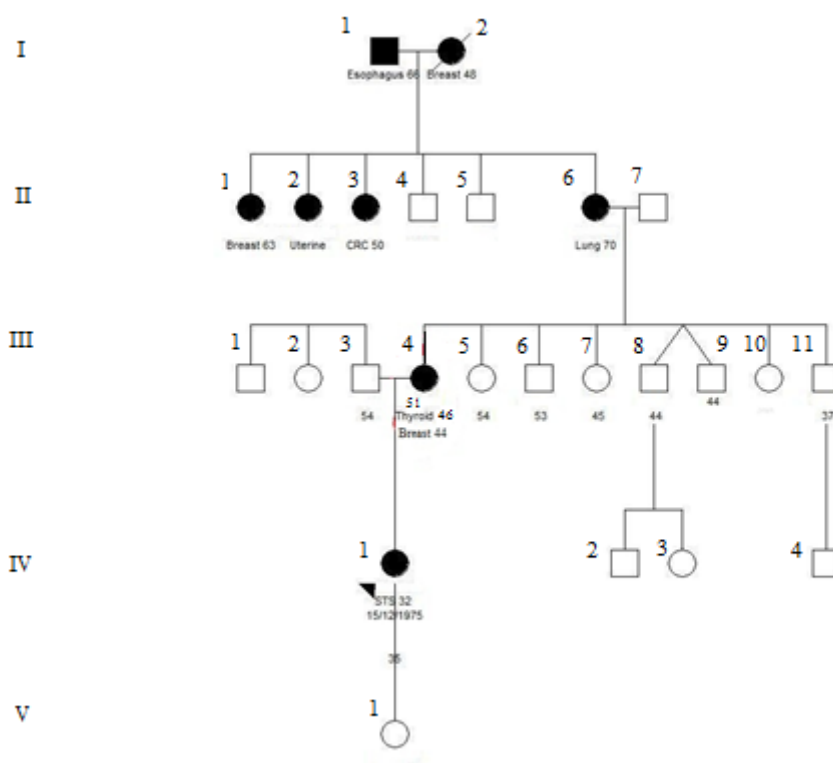 I
1 2
Esophagus 66 Breast 48
II
1 2 3 4 5 6 7
Breast 63 Uterine CRC 50 Lung 70
III
1 2 3 4 5 6 7 8 9 10 11
51
54 Thyroid 46 54 53 45 44 44 37
Breast 44
IV
1 2 3 4
STS 32
15/12/1975
35
V
1